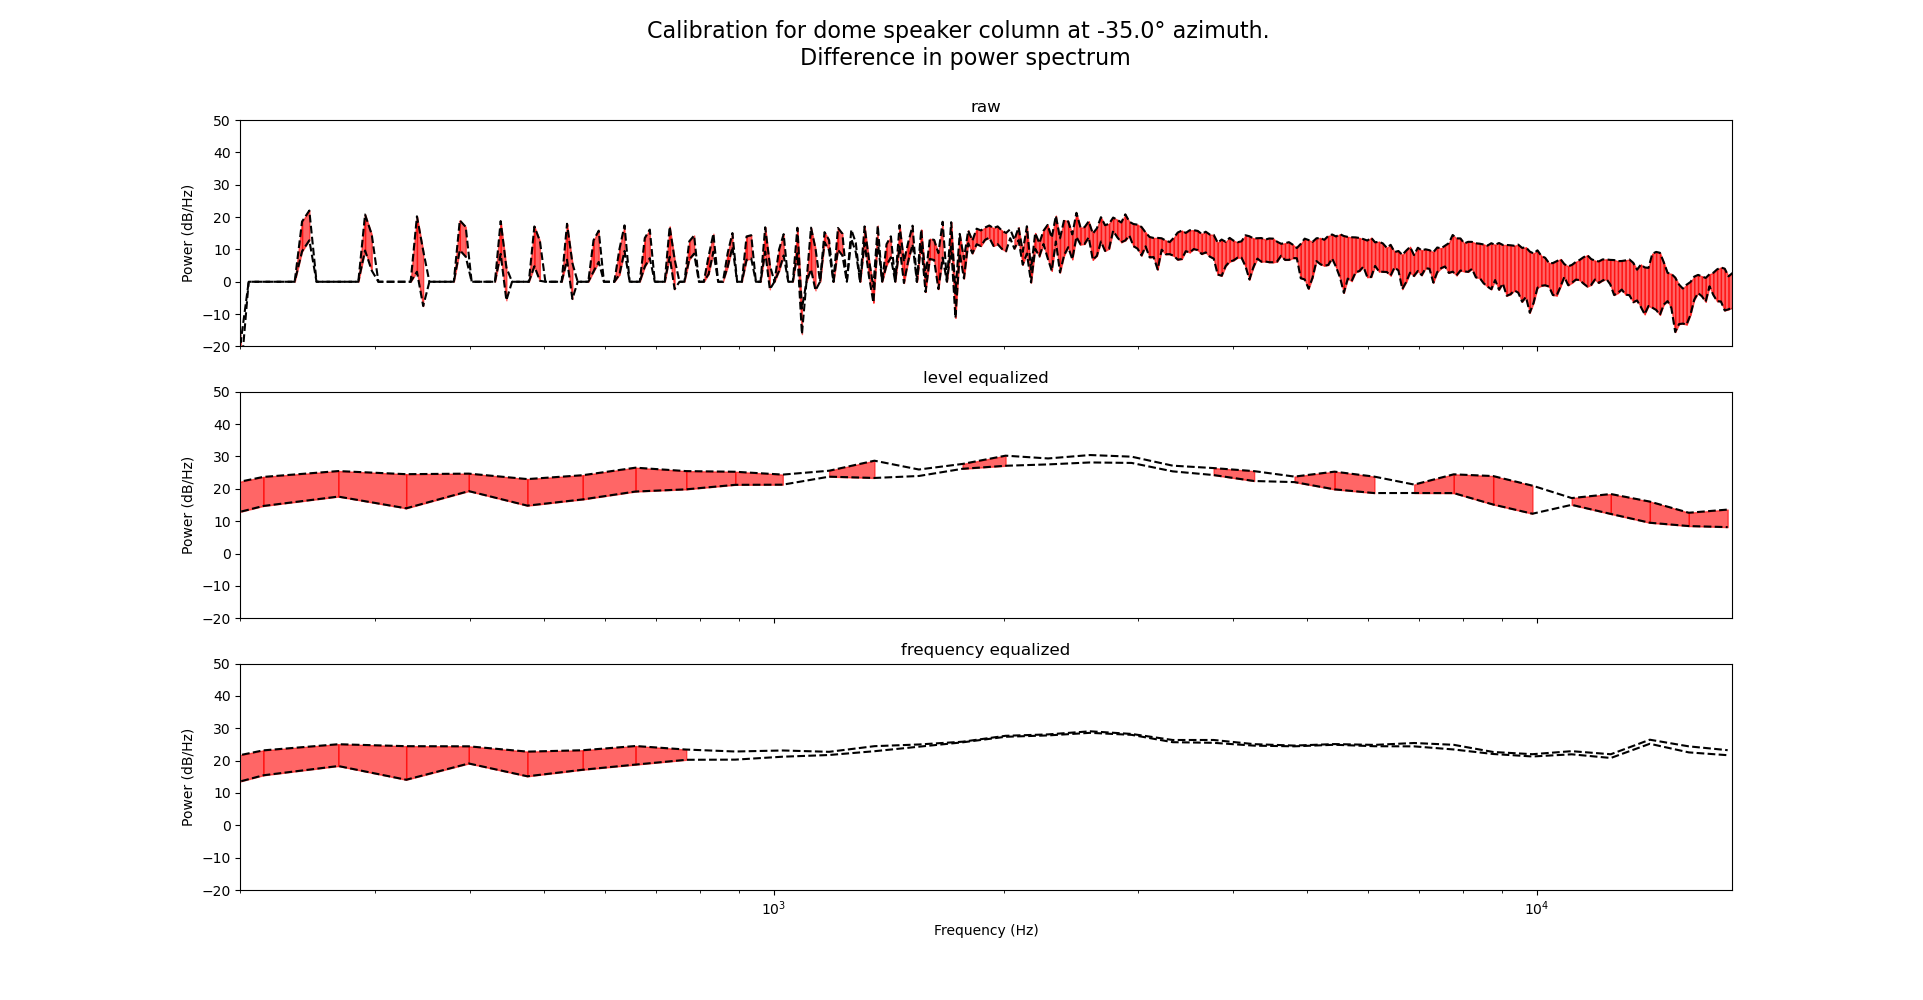 Calibration for dome speaker column at -35.0° azimuth.
Difference in power spectrum
raw
50
40
30
20
10
0
−10
−20
Power (dB/Hz)
level equalized
50
40
30
20
10
0
−10
−20
Power (dB/Hz)
frequency equalized
50
40
30
20
10
0
−10
−20
Power (dB/Hz)
10³ 10⁴
Frequency (Hz)